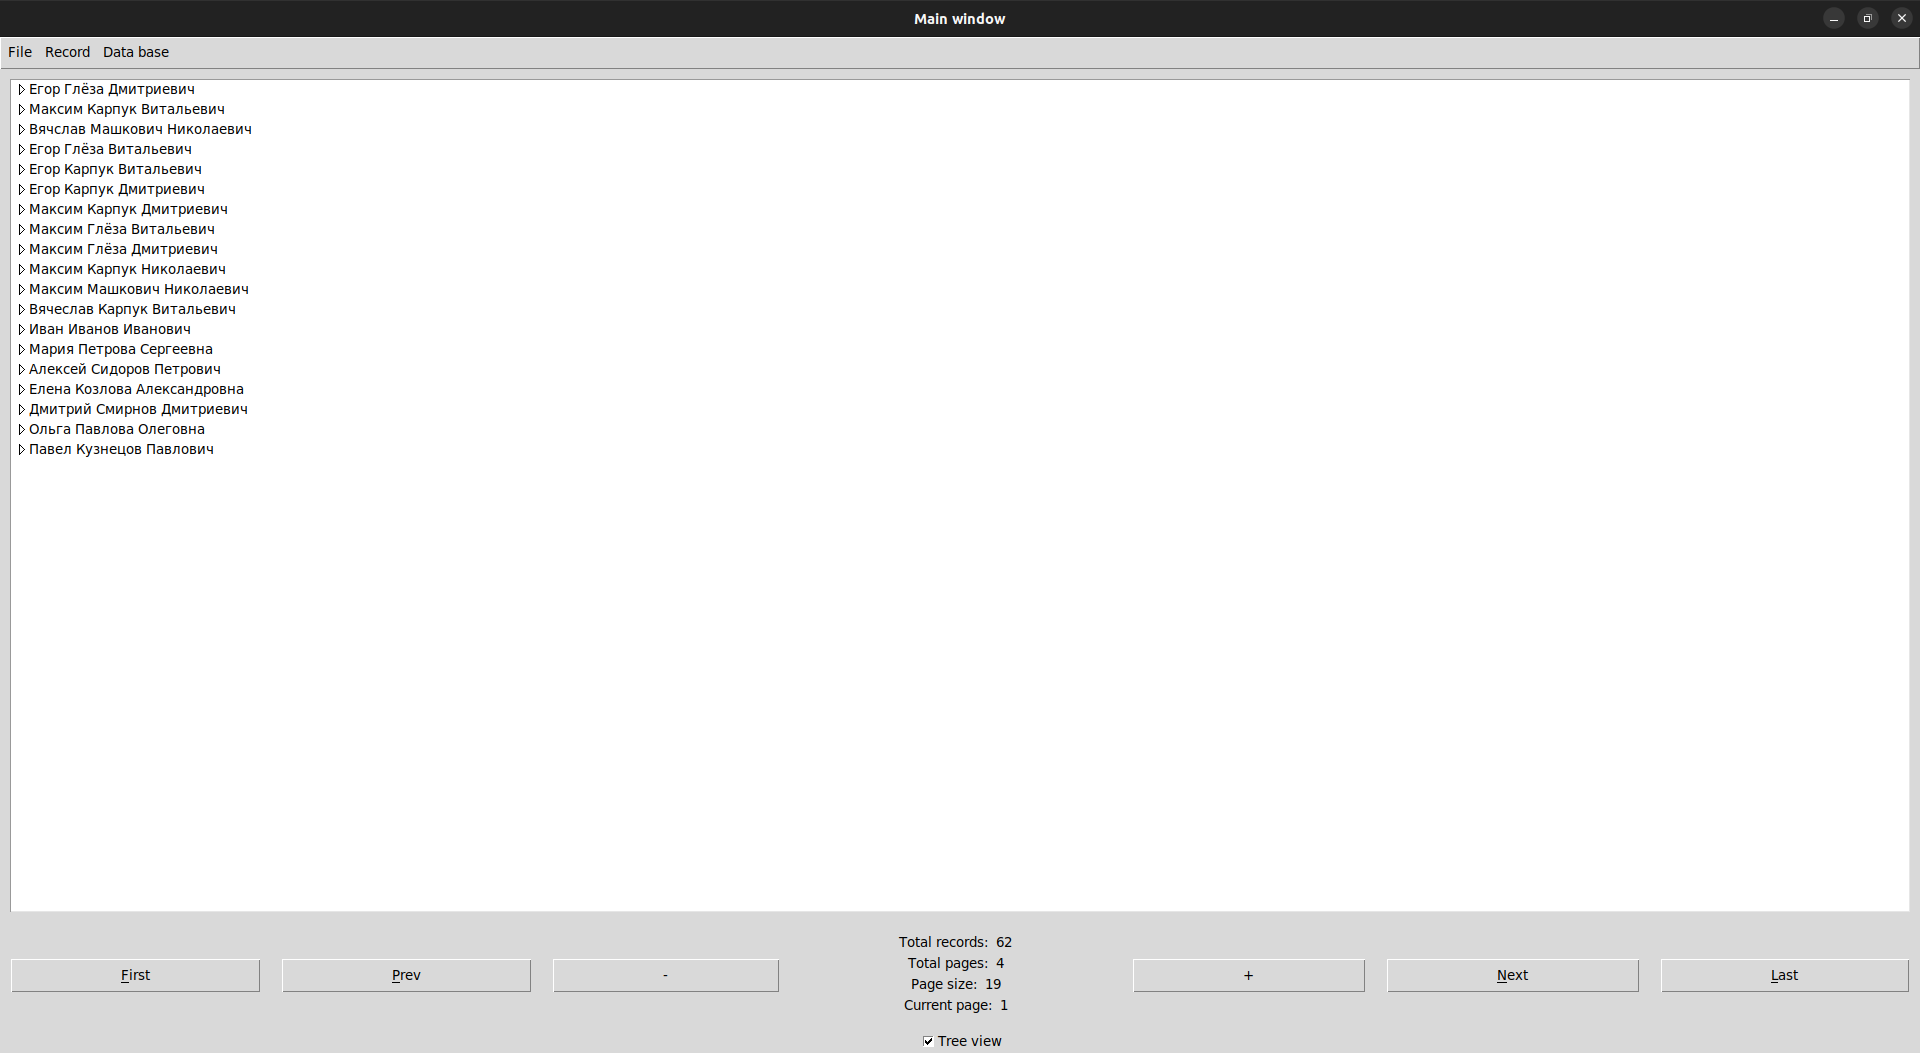 Main window
File Record Data base
Егор Глёза Дмитриевич
Максим Карпук Витальевич
Вячслав Машкович Николаевич
Егор Глёза Витальевич
Егор Карпук Витальевич
Егор Карпук Дмитриевич
Максим Карпук Дмитриевич
Максим Глёза Витальевич
Максим Глёза Дмитриевич
Максим Карпук Николаевич
Максим Машкович Николаевич
Вячеслав Карпук Витальевич
Иван Иванов Иванович
Мария Петрова Сергеевна
Алексей Сидоров Петрович
Елена Козлова Александровна
Дмитрий Смирнов Дмитриевич
Ольга Павлова Олеговна
Павел Кузнецов Павлович
Total records: 62
Total pages: 4
First Prev - + Next Last
Page size: 19
Current page: 1
Tree view